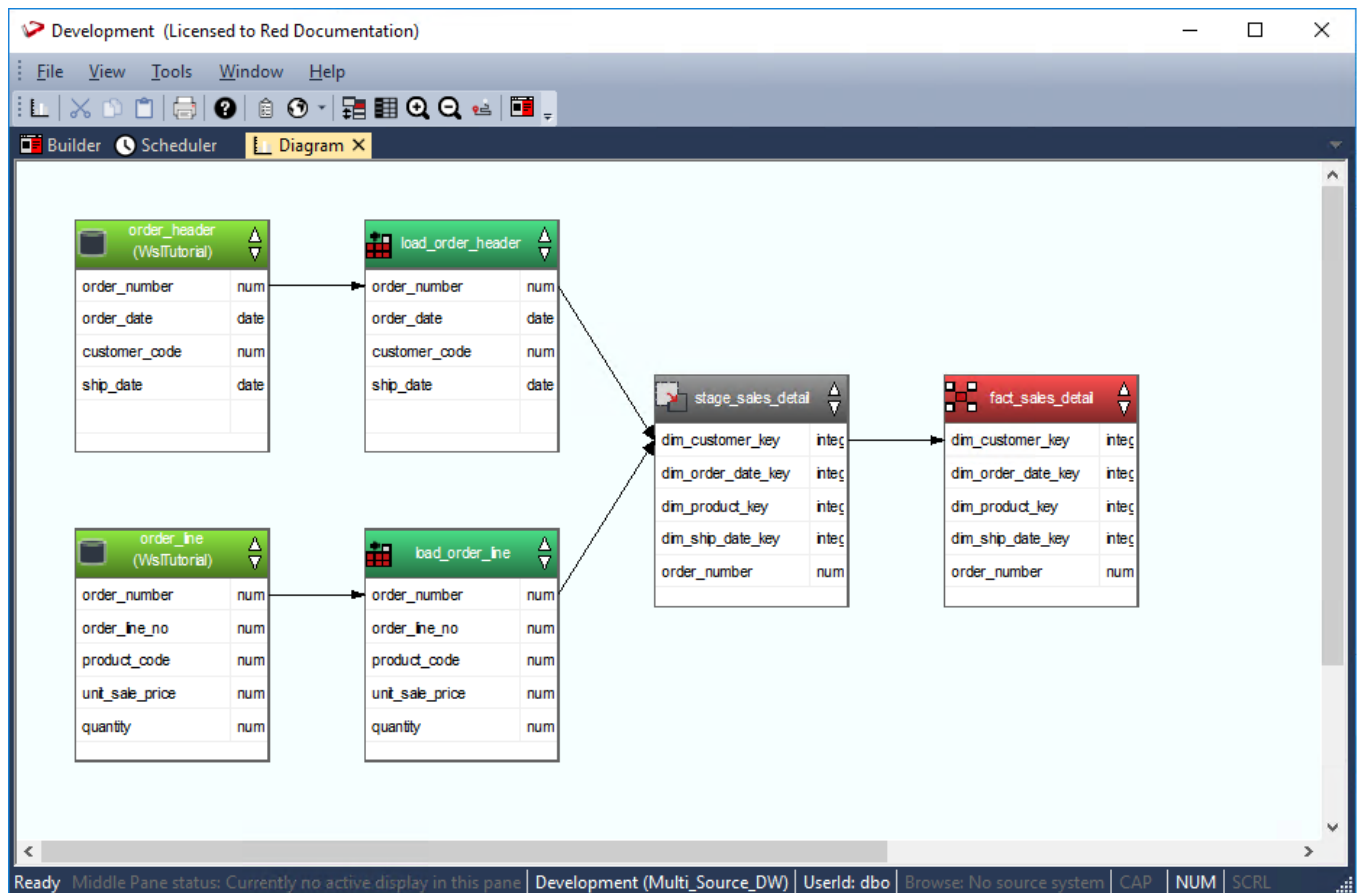 Development (Licensed to Red Documentation)
File View Tools Window Help
Builder Scheduler Diagram
order_header
(WslTutorial)
order_number num
order_date date
customer_code num
ship_date date
load_order_header
order_number num
order_date date
customer_code num
ship_date date
stage_sales_detail
dim_customer_key integ
dim_order_date_key integ
dim_product_key integ
dim_ship_date_key integ
order_number num
fact_sales_detail
dim_customer_key integ
dim_order_date_key integ
dim_product_key integ
dim_ship_date_key integ
order_number num
order_line
(WslTutorial)
order_number num
order_line_no num
product_code num
unit_sale_price num
quantity num
load_order_line
order_number num
order_line_no num
product_code num
unit_sale_price num
quantity num
Ready Middle Pane status: Currently no active display in this pane Development (Multi_Source_DW) UserId: dbo Browse: No source system CAP NUM SCRL